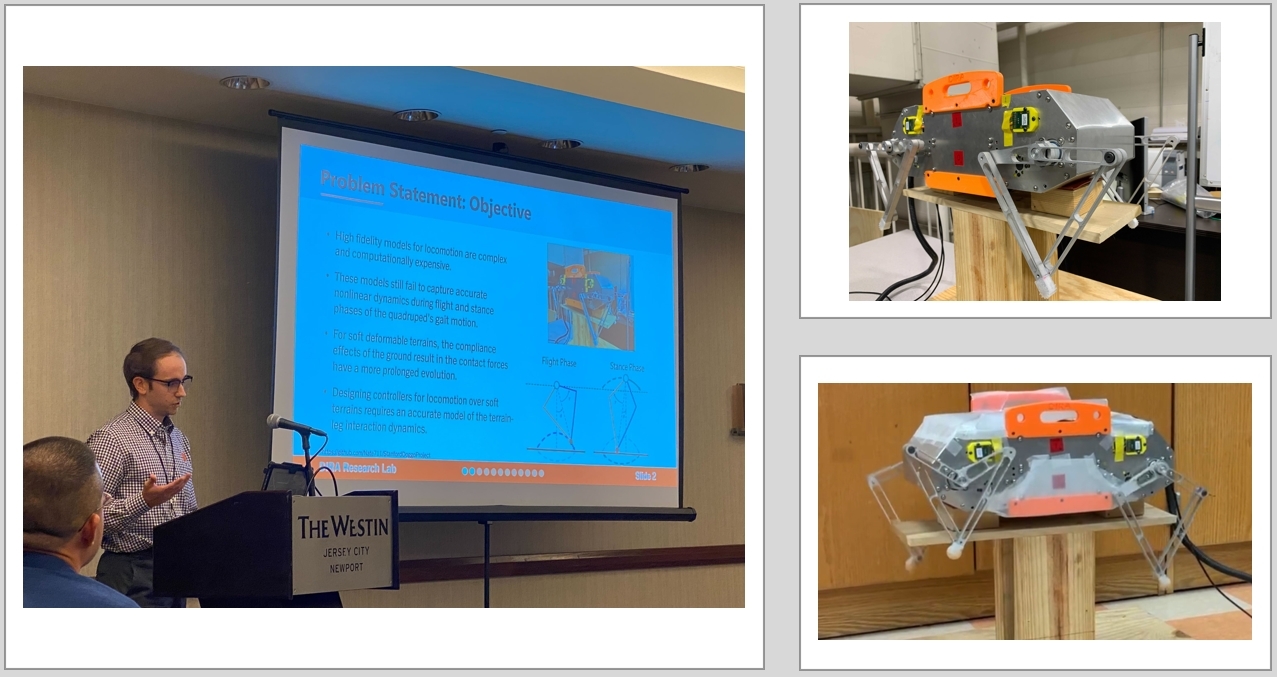 Problem Statement: Objective
High fidelity models for locomotion are complex
and computationally expensive.
These models still fail to capture accurate
nonlinear dynamics during flight and stance
phases of the quadruped's gait motion.
For soft deformable terrains, the compliance
effects of the ground result in the contact forces
have a more prolonged evolution.
Designing controllers for locomotion over soft
terrains requires an accurate model of the terrain-
leg interaction dynamics.
Flight Phase
Stance Phase
Research Lab
Slide 2
THE WESTIN
JERSEY CITY
NEWPORT